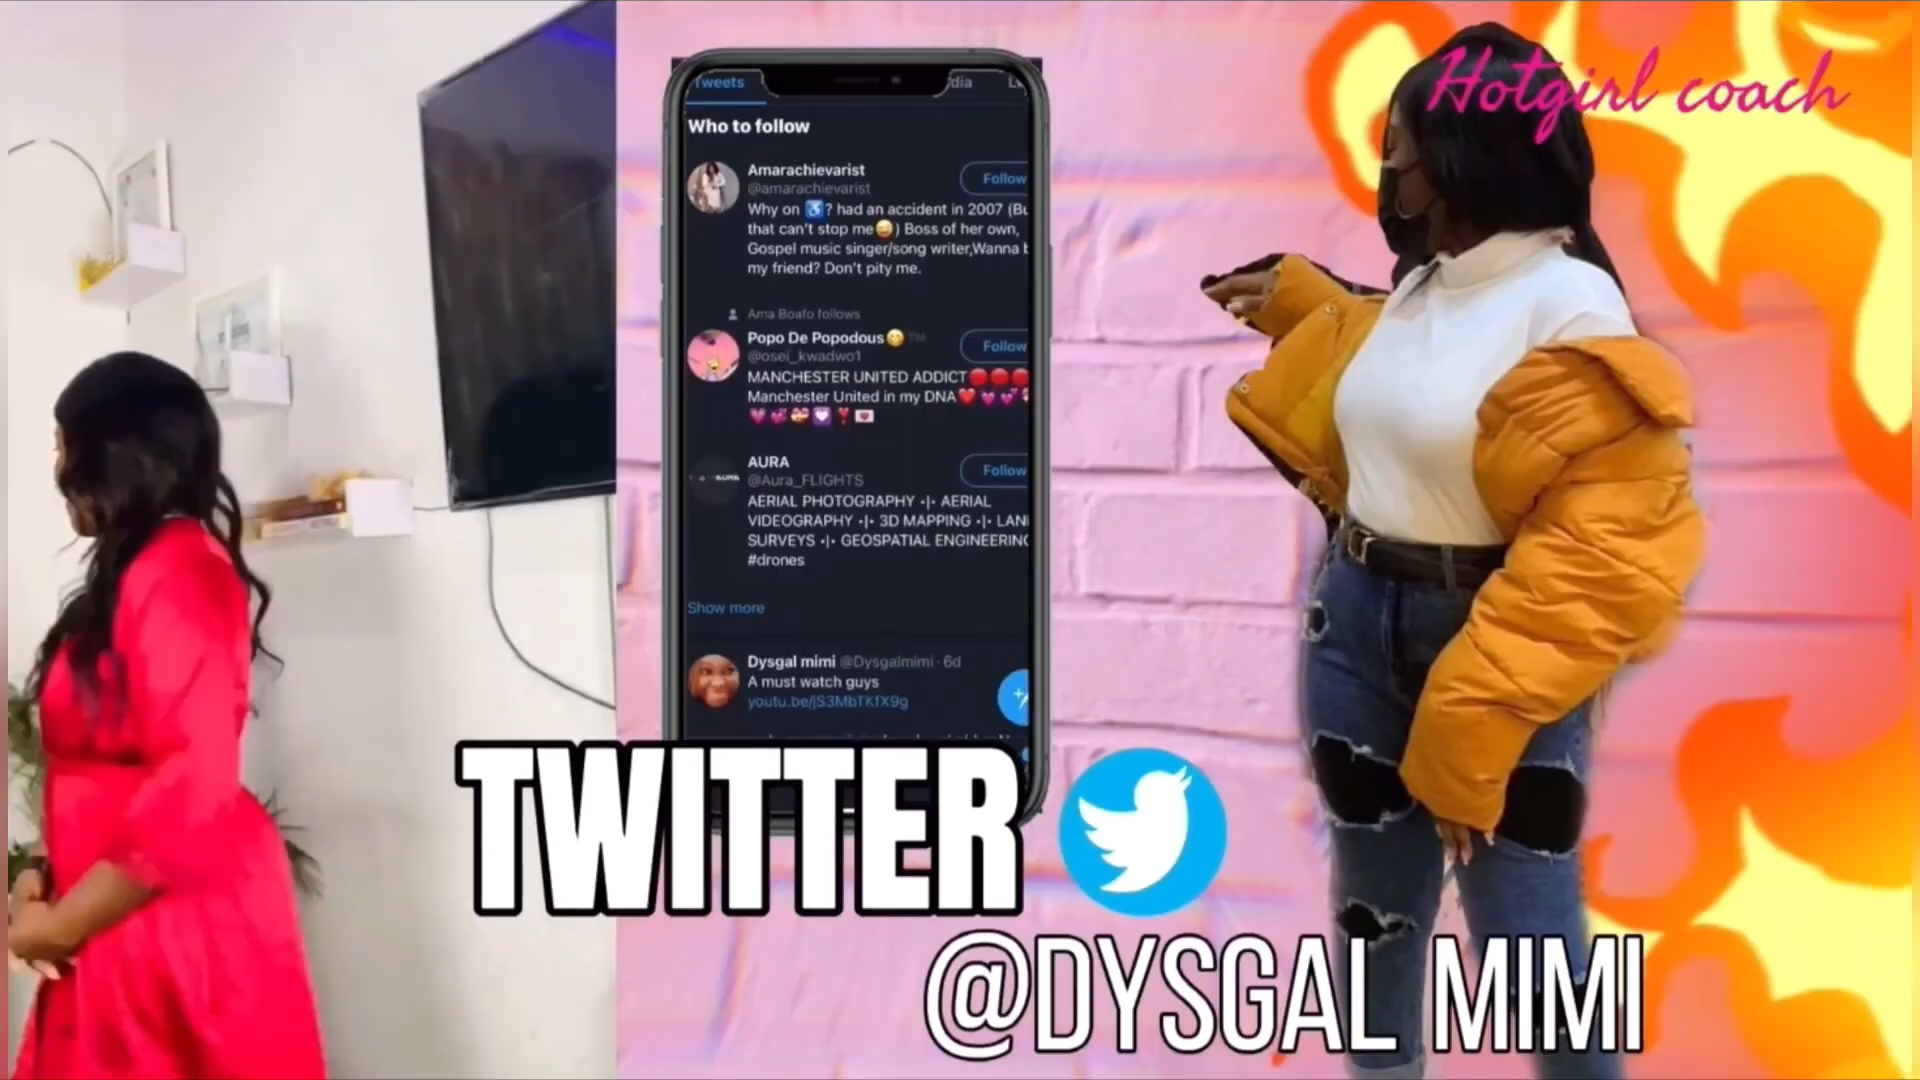 Hotgirl coach
Tweets
Who to follow
Amarachievarist
@amarachievarist
Follow
Why on ♿? had an accident in 2007 (Bu
that can't stop me😅) Boss of her own,
Gospel music singer/song writer,Wanna b
my friend? Don't pity me.
Ama Boafo follows
Popo De Popodous😋™
@osei_kwadwo1
Follow
MANCHESTER UNITED ADDICT🔴🔴🔴
Manchester United in my DNA❤️💕💞
💗💞💝💟❣️💌
AURA
@Aura_FLIGHTS
Follow
AERIAL PHOTOGRAPHY •|• AERIAL
VIDEOGRAPHY •|• 3D MAPPING •|• LAN
SURVEYS •|• GEOSPATIAL ENGINEERING
#drones
Show more
Dysgal mimi @Dysgalmimi · 6d
A must watch guys
youtu.be/jS3MbTKfX9g
TWITTER
@DYSGAL MIMI